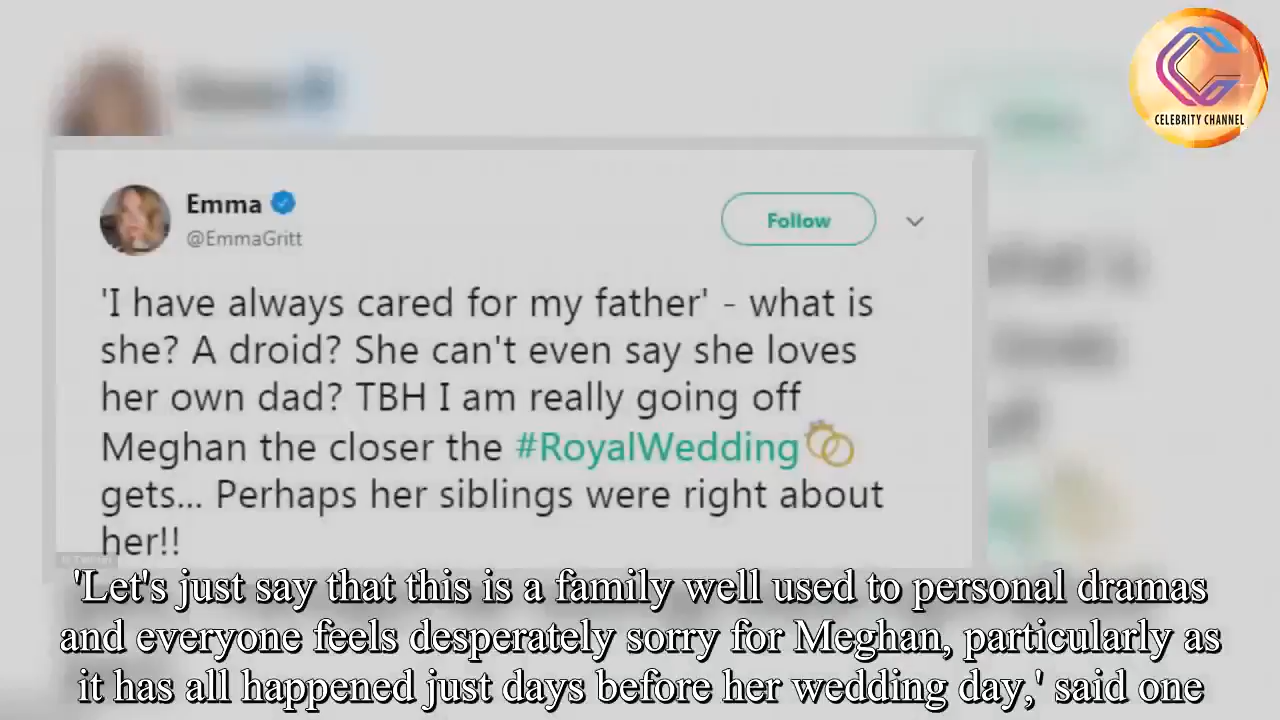 CELEBRITY CHANNEL
Emma
@EmmaGritt
Follow
'I have always cared for my father' - what is
she? A droid? She can't even say she loves
her own dad? TBH I am really going off
Meghan the closer the #RoyalWedding
gets... Perhaps her siblings were right about
her!!
'Let's just say that this is a family well used to personal dramas
and everyone feels desperately sorry for Meghan, particularly as
it has all happened just days before her wedding day,' said one